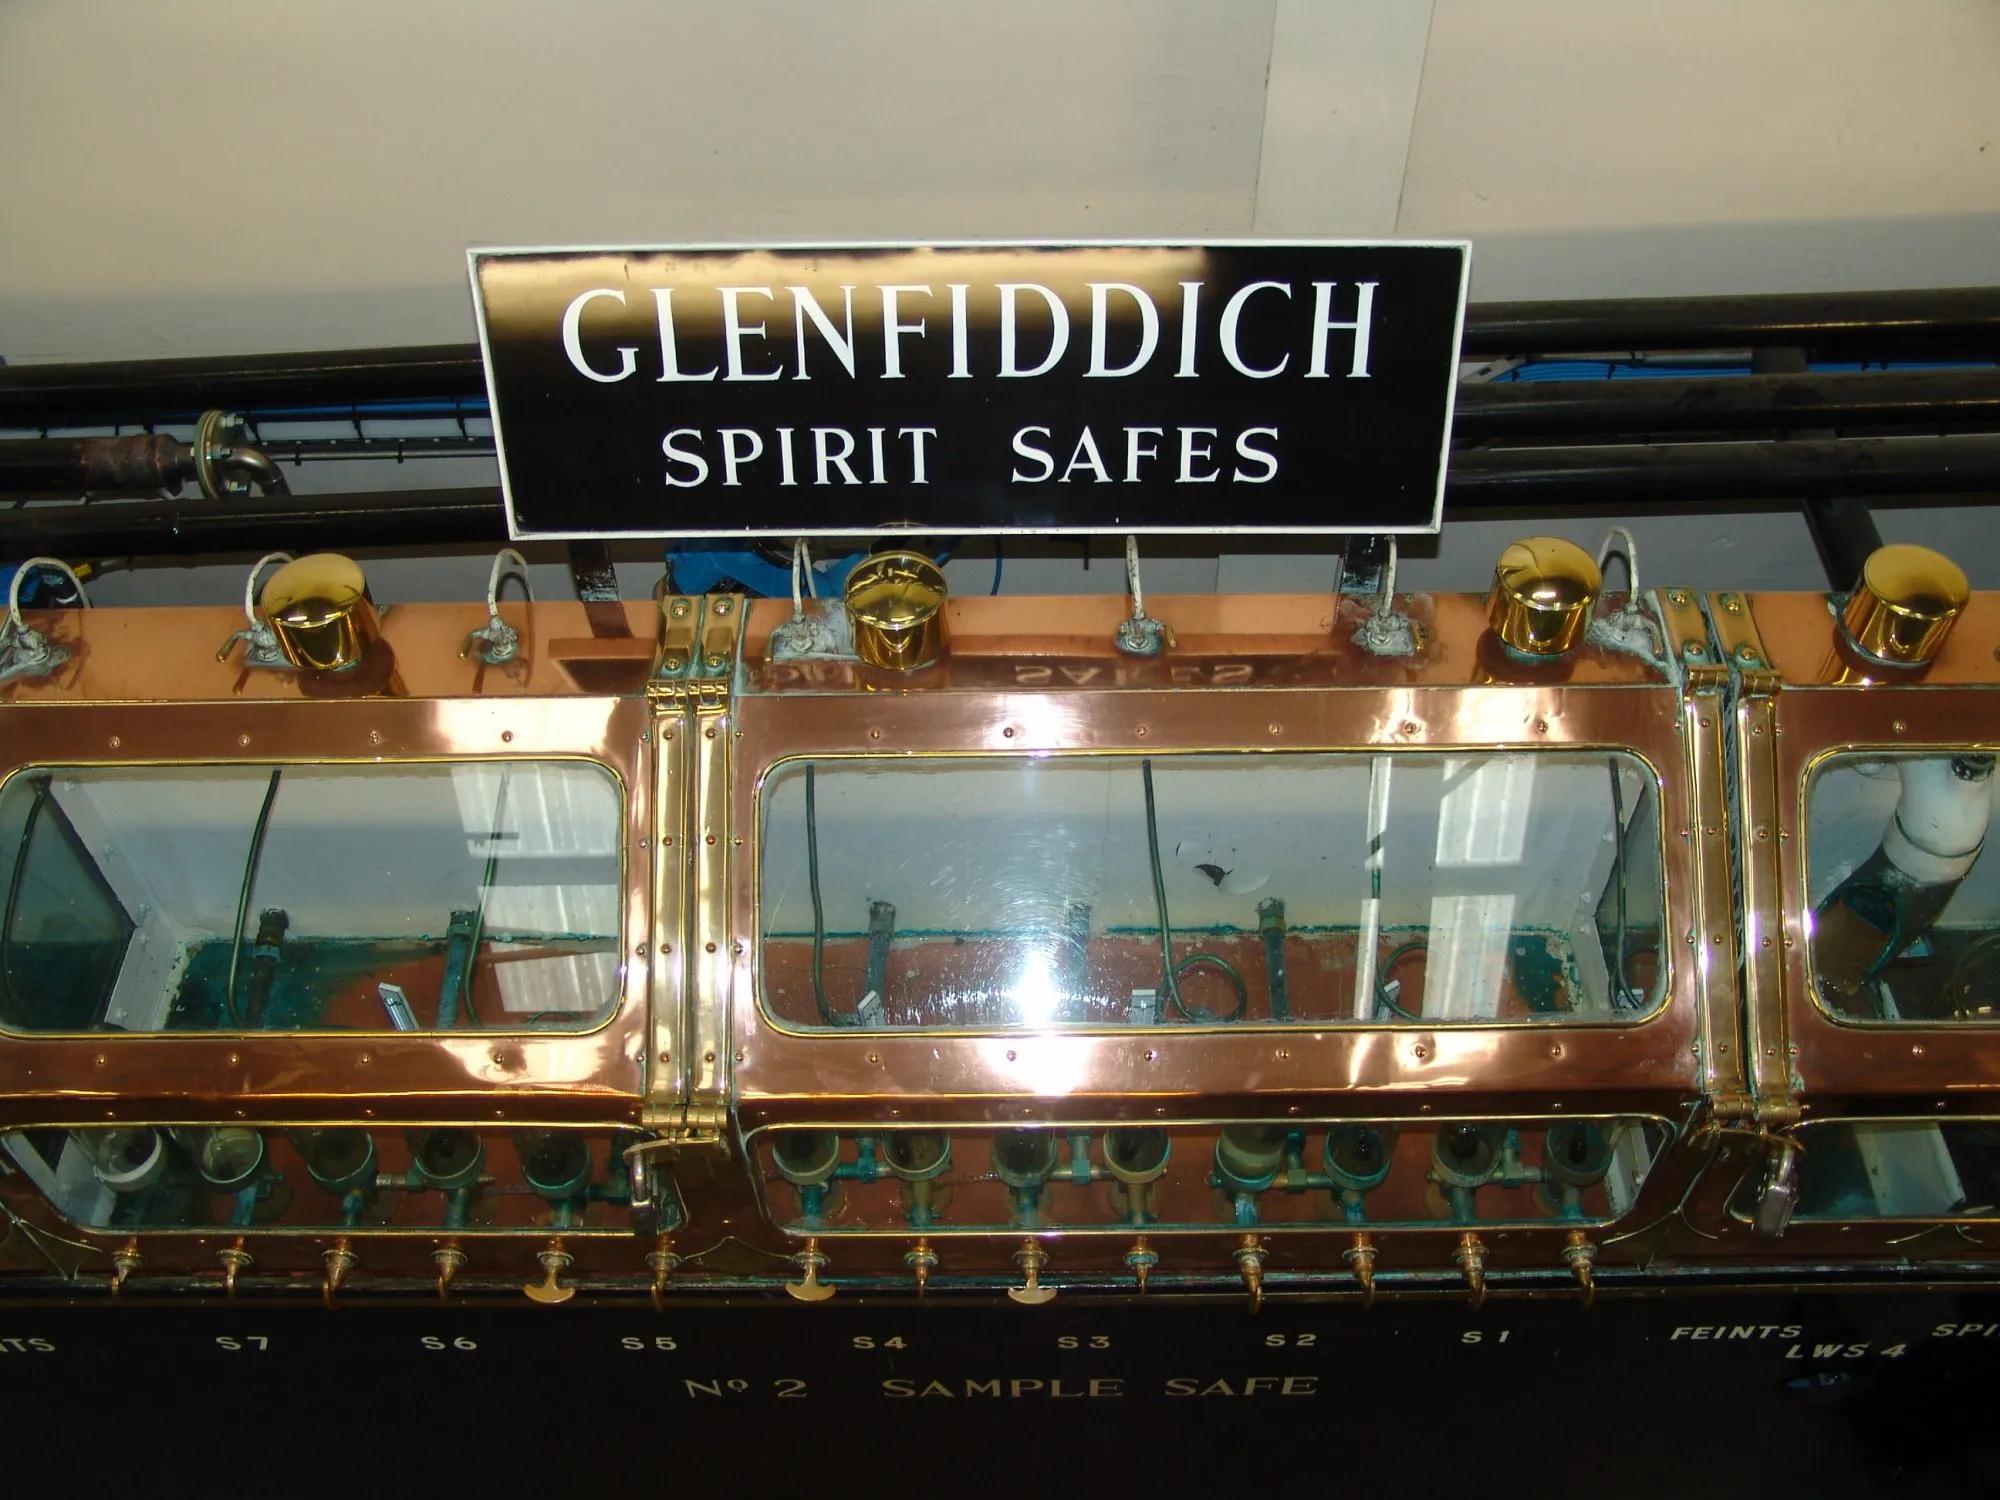 GLENFIDDICH
SPIRIT SAFES
S7 S6 S5 S4 S3 S2 S1 FEINTS
LWS 4
Nº 2 SAMPLE SAFE